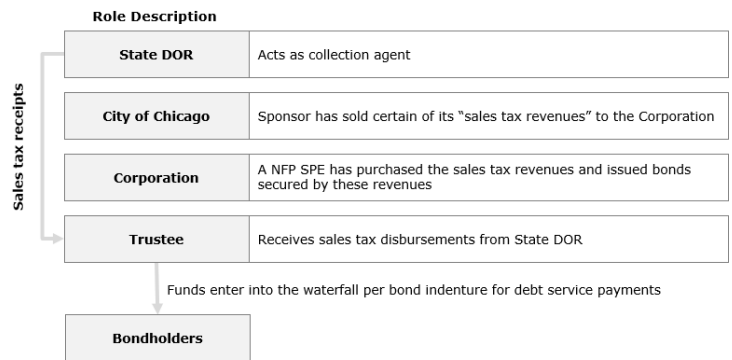 Role Description
State DOR
Acts as collection agent
City of Chicago
Sponsor has sold certain of its “sales tax revenues” to the Corporation
Corporation
A NFP SPE has purchased the sales tax revenues and issued bonds
secured by these revenues
Trustee
Receives sales tax disbursements from State DOR
Sales tax receipts
Funds enter into the waterfall per bond indenture for debt service payments
Bondholders